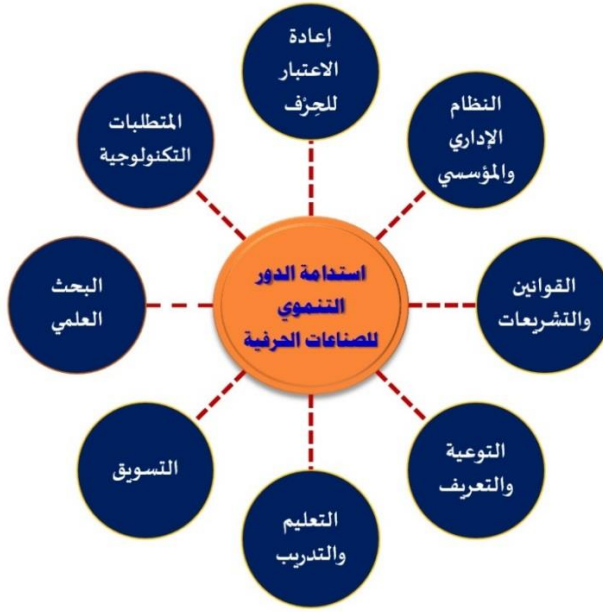 إعادة
الاعتبار
للحِرْف
النظام
الإداري
والمؤسسي
القوانين
والتشريعات
التوعية
والتعريف
التعليم
والتدريب
التسويق
البحث
العلمي
المتطلبات
التكنولوجية
استدامة الدور
التنموي
للصناعات الحرفية